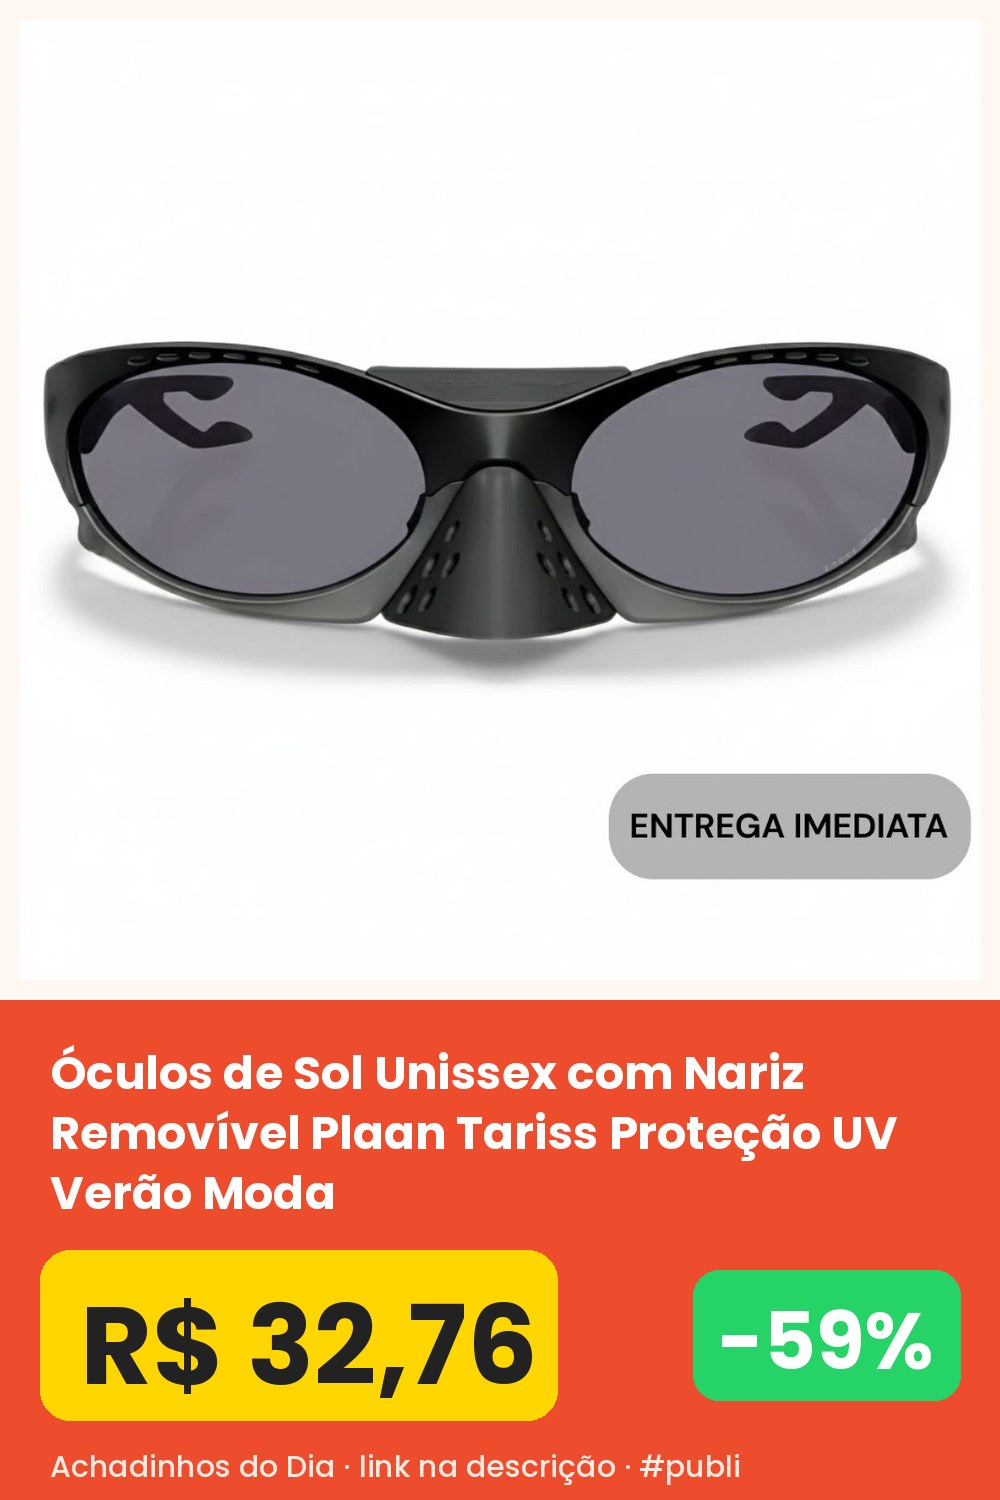 ENTREGA IMEDIATA
Óculos de Sol Unissex com Nariz
Removível Plaan Tariss Proteção UV
Verão Moda
R$ 32,76
-59%
Achadinhos do Dia · link na descrição · #publi